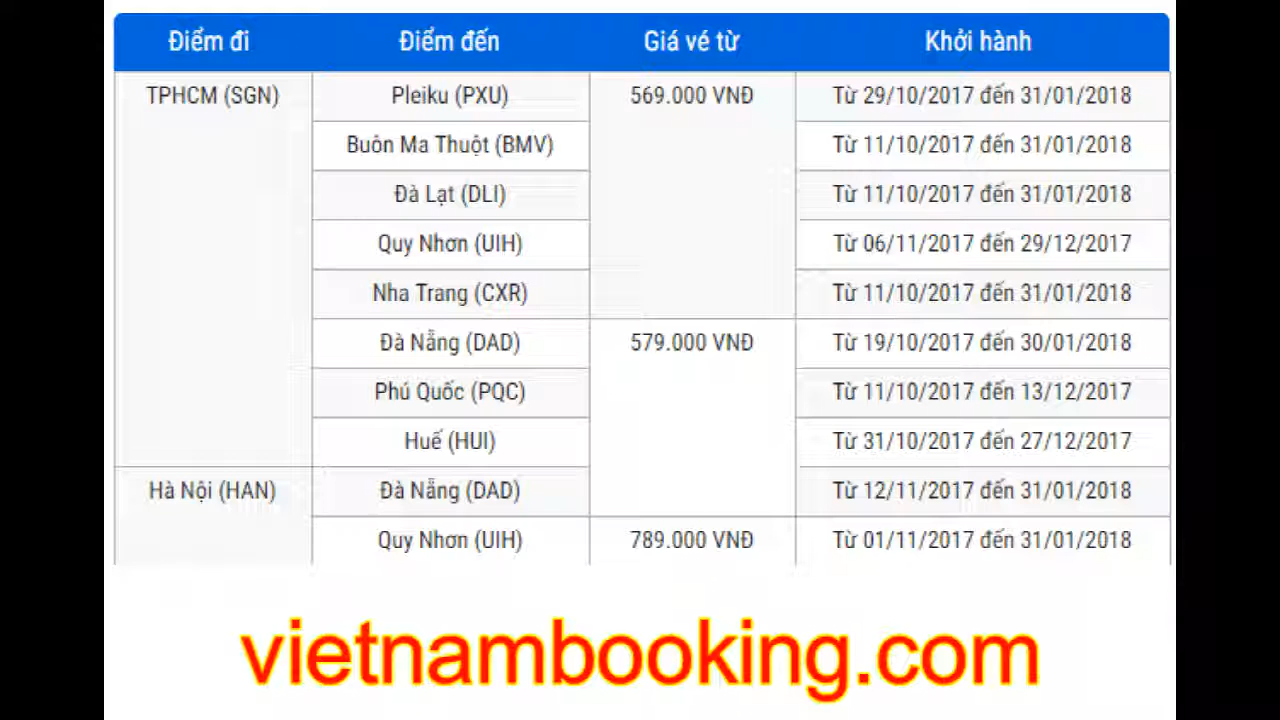 Điểm đi Điểm đến Giá vé từ Khởi hành
TPHCM (SGN) Pleiku (PXU) 569.000 VNĐ Từ 29/10/2017 đến 31/01/2018
Buôn Ma Thuột (BMV) Từ 11/10/2017 đến 31/01/2018
Đà Lạt (DLI) Từ 11/10/2017 đến 31/01/2018
Quy Nhơn (UIH) Từ 06/11/2017 đến 29/12/2017
Nha Trang (CXR) Từ 11/10/2017 đến 31/01/2018
Đà Nẵng (DAD) 579.000 VNĐ Từ 19/10/2017 đến 30/01/2018
Phú Quốc (PQC) Từ 11/10/2017 đến 13/12/2017
Huế (HUI) Từ 31/10/2017 đến 27/12/2017
Hà Nội (HAN) Đà Nẵng (DAD) Từ 12/11/2017 đến 31/01/2018
Quy Nhơn (UIH) 789.000 VNĐ Từ 01/11/2017 đến 31/01/2018
vietnambooking.com